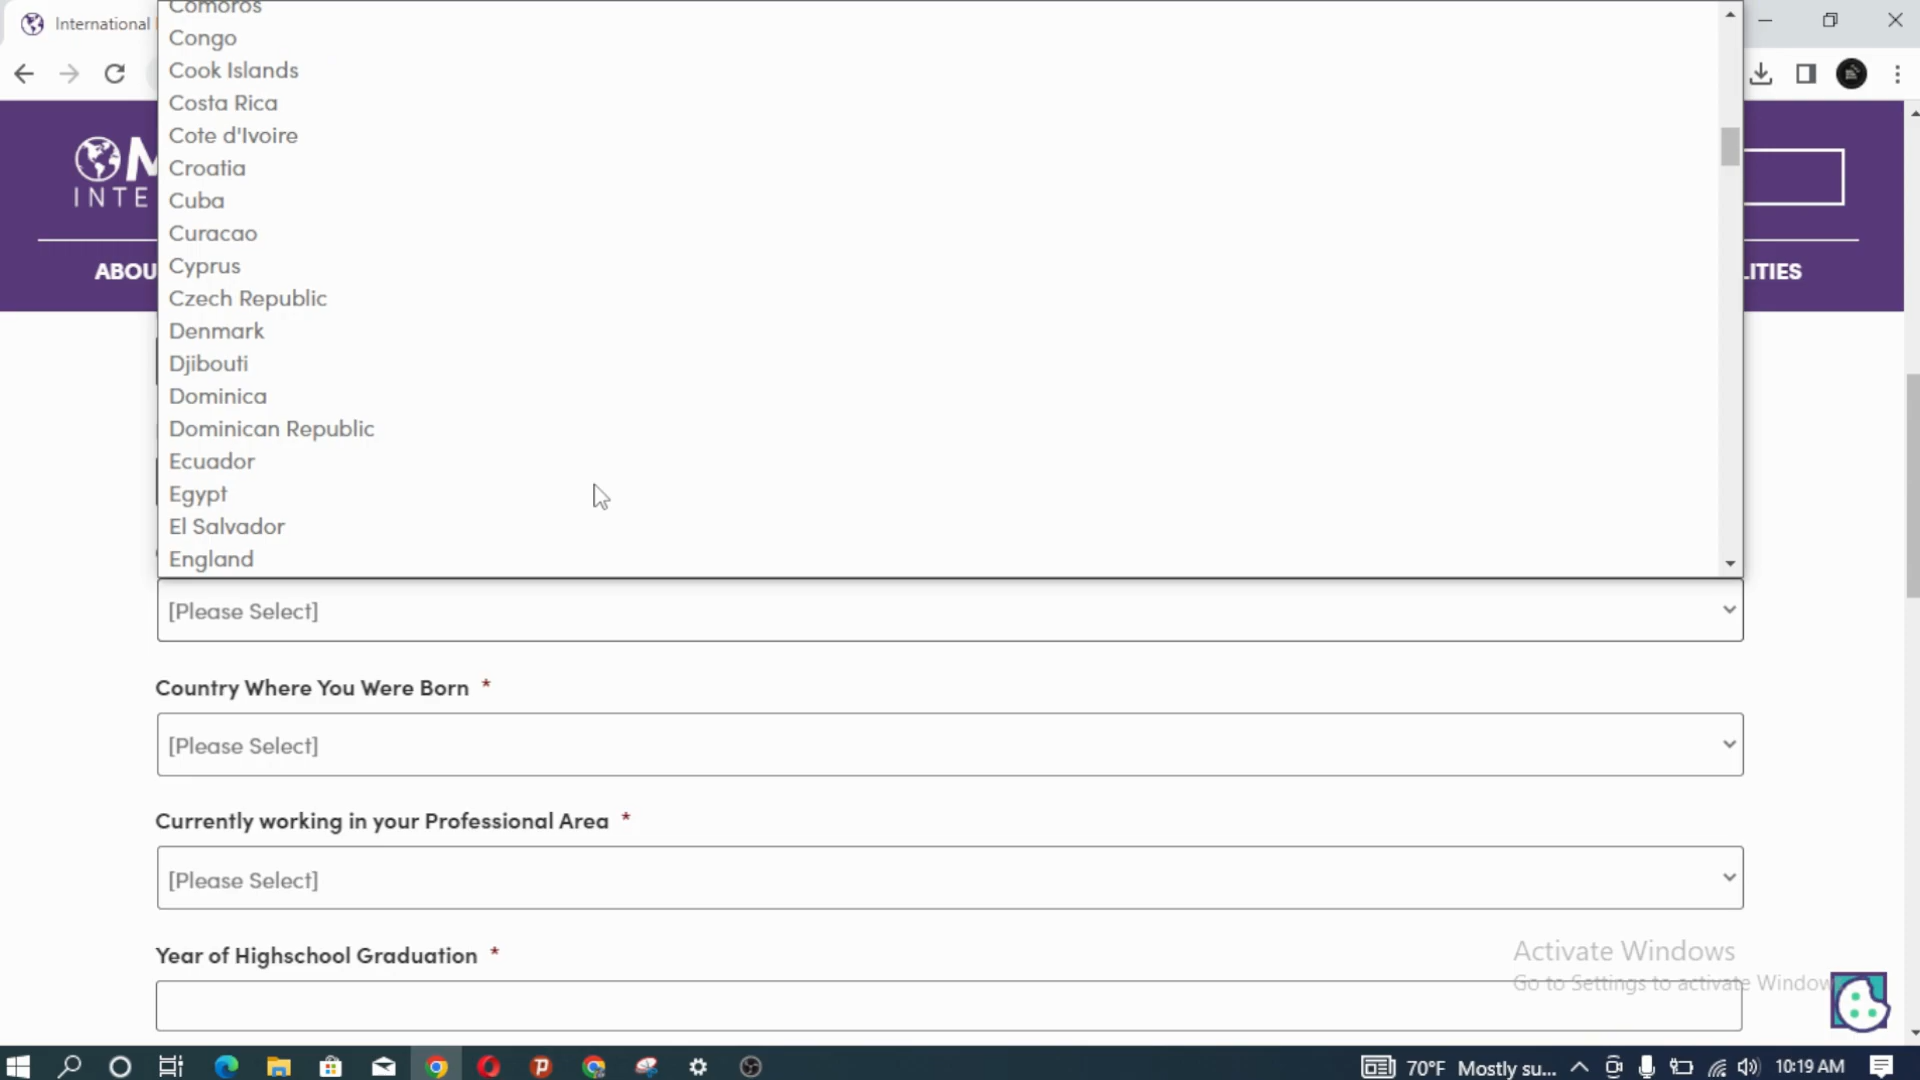 International
Comoros
Congo
Cook Islands
Costa Rica
Cote d'Ivoire
Croatia
Cuba
Curacao
Cyprus
Czech Republic
Denmark
Djibouti
Dominica
Dominican Republic
Ecuador
Egypt
El Salvador
England
M
INTE
ABOU
LITIES
[Please Select]
Country Where You Were Born *
[Please Select]
Currently working in your Professional Area *
[Please Select]
Year of Highschool Graduation *
Activate Windows
Go to Settings to activate Window
70°F Mostly su... 10:19 AM